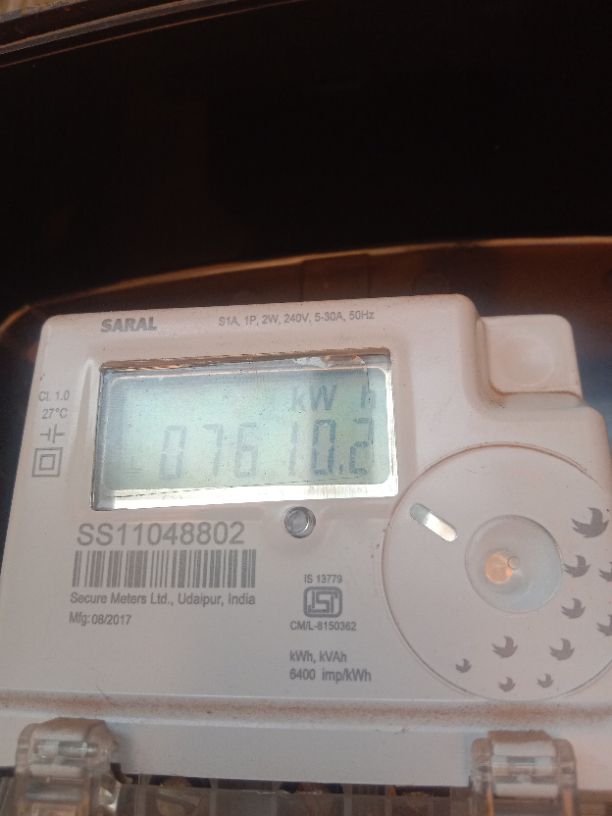 SARAL
S1A, 1P, 2W, 240V, 5-30A, 50Hz
Cl. 1.0
27°C
kW h
07610.2
SS11048802
Secure Meters Ltd., Udaipur, India
Mfg: 08/2017
IS 13779
ISI
CM/L-8150362
kWh, kVAh
6400 imp/kWh